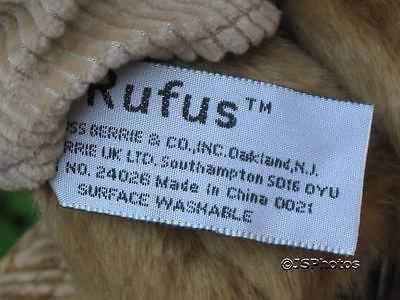 Rufus™
SS BERRIE & CO., INC. Oakland, N.J.
RRIE UK LTD. Southampton SO16 0YU
NO. 24026 Made in China 0021
SURFACE WASHABLE
©JSPhotos